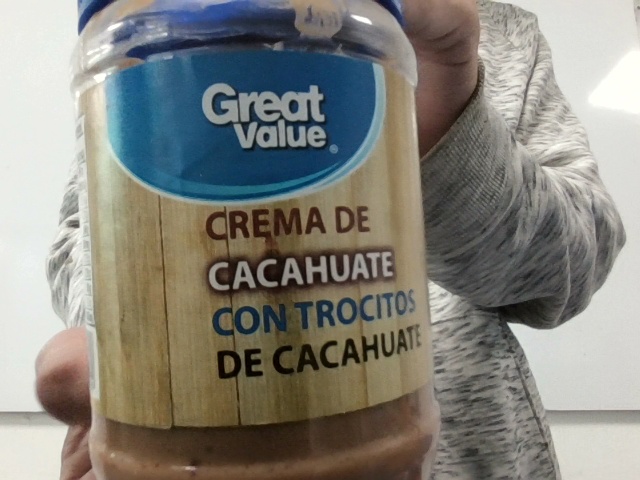 Great
Value®
CREMA DE
CACAHUATE
CON TROCITOS
DE CACAHUATE